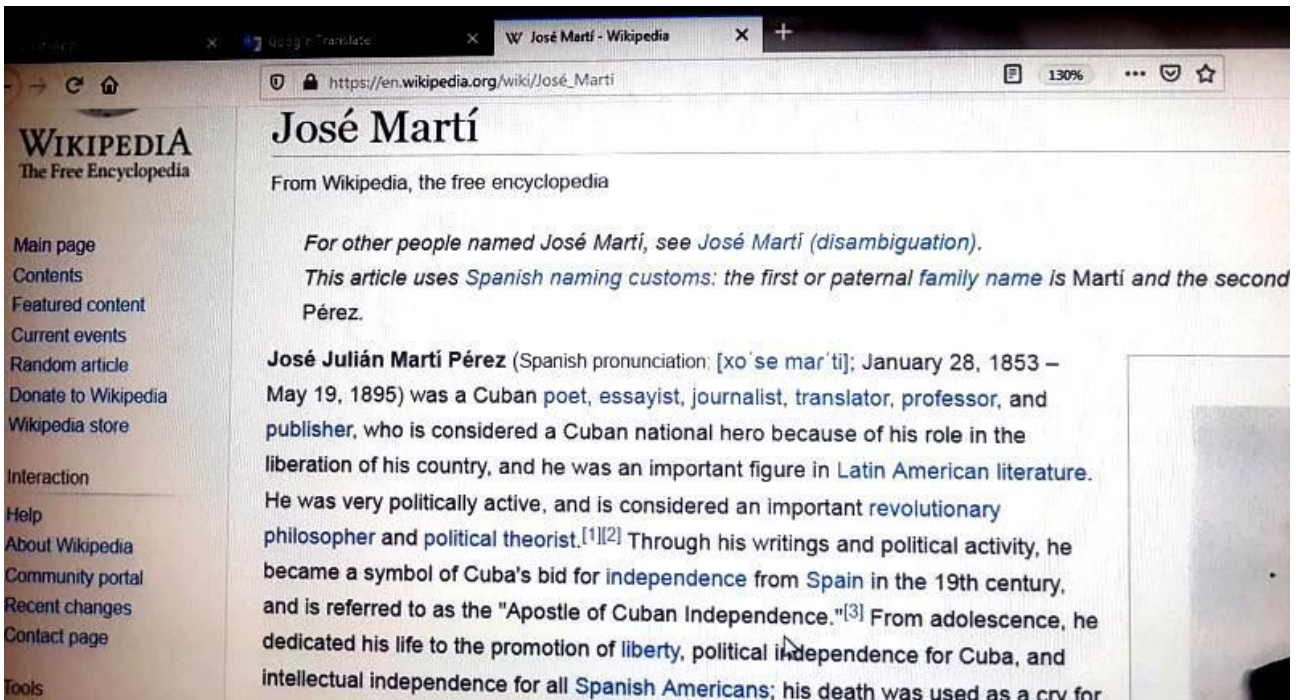 Google Translate
W José Martí - Wikipedia
https://en.wikipedia.org/wiki/José_Martí
130%
WIKIPEDIA
The Free Encyclopedia
Main page
Contents
Featured content
Current events
Random article
Donate to Wikipedia
Wikipedia store
Interaction
Help
About Wikipedia
Community portal
Recent changes
Contact page
Tools
José Martí
From Wikipedia, the free encyclopedia
For other people named José Martí, see José Martí (disambiguation).
This article uses Spanish naming customs: the first or paternal family name is Martí and the second
Pérez.
José Julián Martí Pérez (Spanish pronunciation: [xoˈse maɾˈti]; January 28, 1853 –
May 19, 1895) was a Cuban poet, essayist, journalist, translator, professor, and
publisher, who is considered a Cuban national hero because of his role in the
liberation of his country, and he was an important figure in Latin American literature.
He was very politically active, and is considered an important revolutionary
philosopher and political theorist.[1][2] Through his writings and political activity, he
became a symbol of Cuba's bid for independence from Spain in the 19th century,
and is referred to as the "Apostle of Cuban Independence."[3] From adolescence, he
dedicated his life to the promotion of liberty, political independence for Cuba, and
intellectual independence for all Spanish Americans; his death was used as a cry for